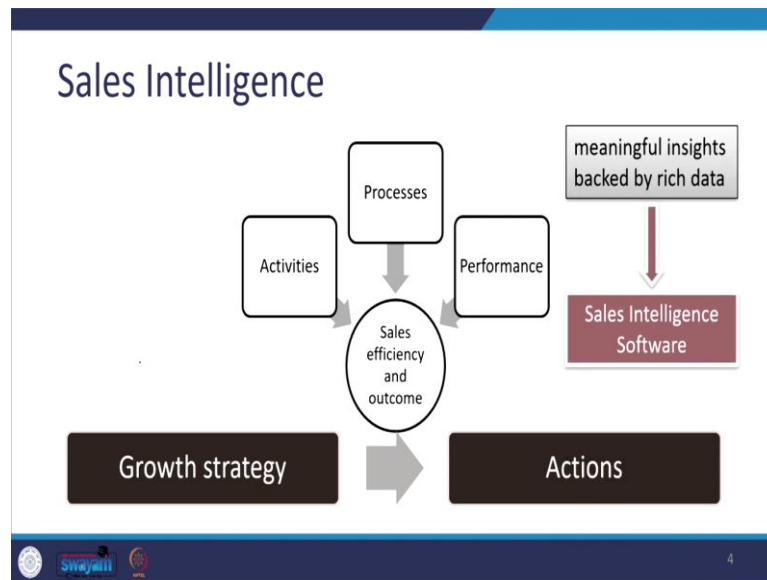 Sales Intelligence
Processes
Activities
Performance
Sales
efficiency
and
outcome
meaningful insights
backed by rich data
Sales Intelligence
Software
Growth strategy
Actions
swayam
4